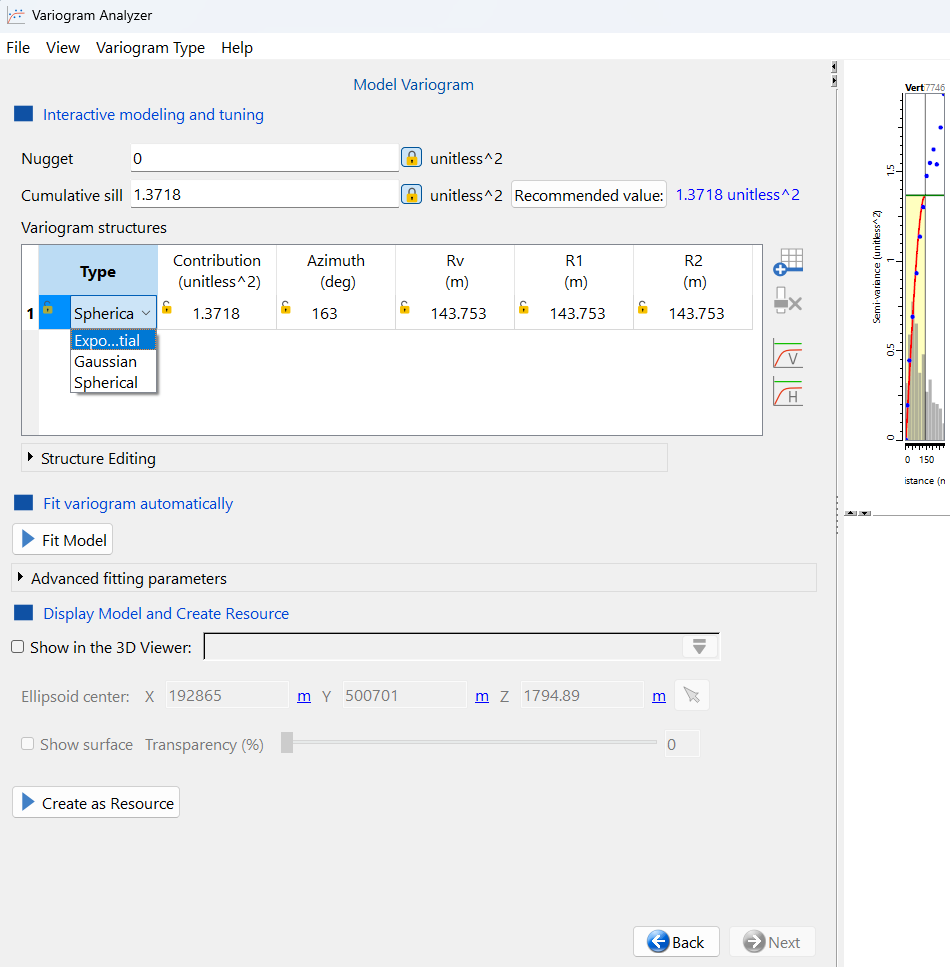 Variogram Analyzer
File View Variogram Type Help
Model Variogram
Interactive modeling and tuning
Nugget 0 unitless^2
Cumulative sill 1.3718 unitless^2 Recommended value: 1.3718 unitless^2
Variogram structures
Type Contribution (unitless^2) Azimuth (deg) Rv (m) R1 (m) R2 (m)
1 Spherica 1.3718 163 143.753 143.753 143.753
Expo...tial
Gaussian
Spherical
V
H
Structure Editing
Fit variogram automatically
Fit Model
Advanced fitting parameters
Display Model and Create Resource
Show in the 3D Viewer:
Ellipsoid center: X 192865 m Y 500701 m Z 1794.89 m
Show surface Transparency (%) 0
Create as Resource
Back Next
Vert 7746
Semi-variance (unitless^2)
1.5
1
0.5
0
0 150
istance (n